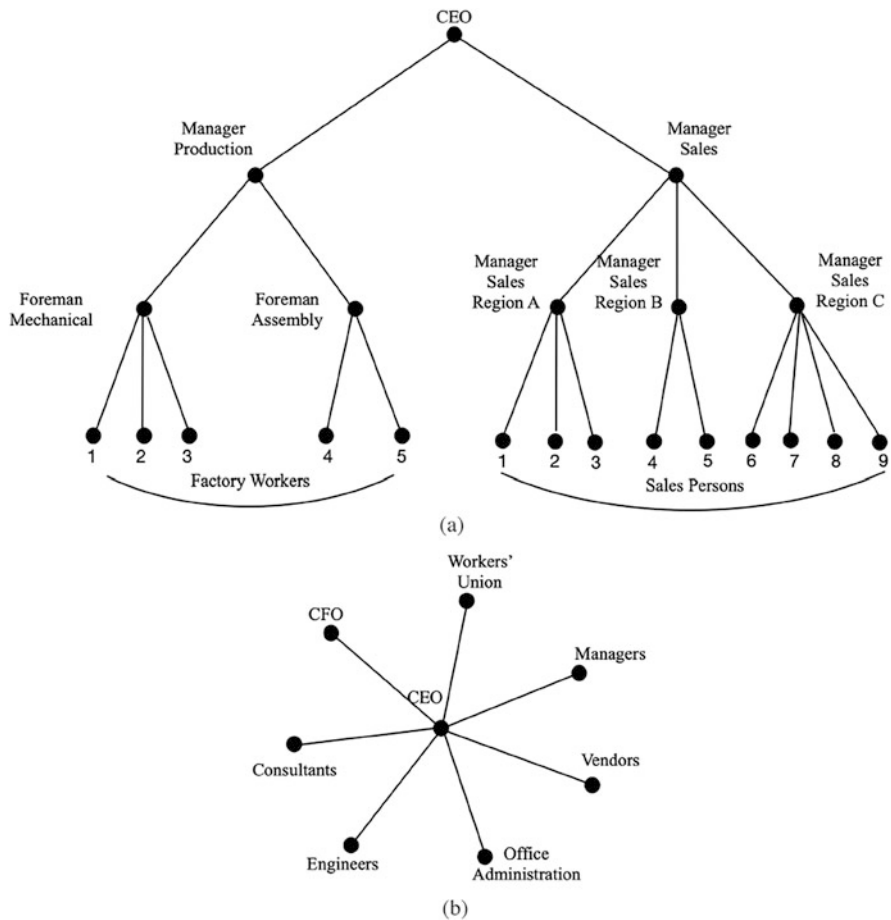 CEO
Manager
Production
Manager
Sales
Foreman
Mechanical
Foreman
Assembly
Manager
Sales
Region A
Manager
Sales
Region B
Manager
Sales
Region C
1 2 3 4 5
Factory Workers
1 2 3 4 5 6 7 8 9
Sales Persons
(a)
Workers'
Union
CFO
Managers
CEO
Consultants
Vendors
Engineers
Office
Administration
(b)